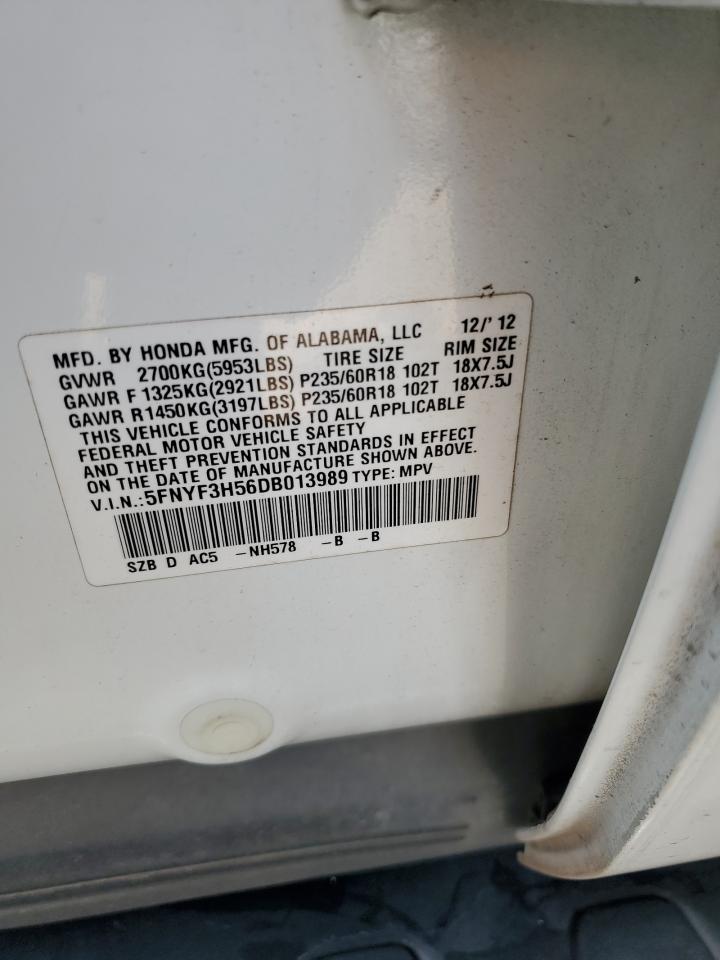 MFD. BY HONDA MFG. OF ALABAMA, LLC 12/'12
GVWR 2700KG(5953LBS) TIRE SIZE RIM SIZE
GAWR F 1325KG(2921LBS) P235/60R18 102T 18X7.5J
GAWR R1450KG(3197LBS) P235/60R18 102T 18X7.5J
THIS VEHICLE CONFORMS TO ALL APPLICABLE
FEDERAL MOTOR VEHICLE SAFETY
AND THEFT PREVENTION STANDARDS IN EFFECT
ON THE DATE OF MANUFACTURE SHOWN ABOVE.
V.I.N.:5FNYF3H56DB013989 TYPE: MPV
SZB D AC5 -NH578 -B -B